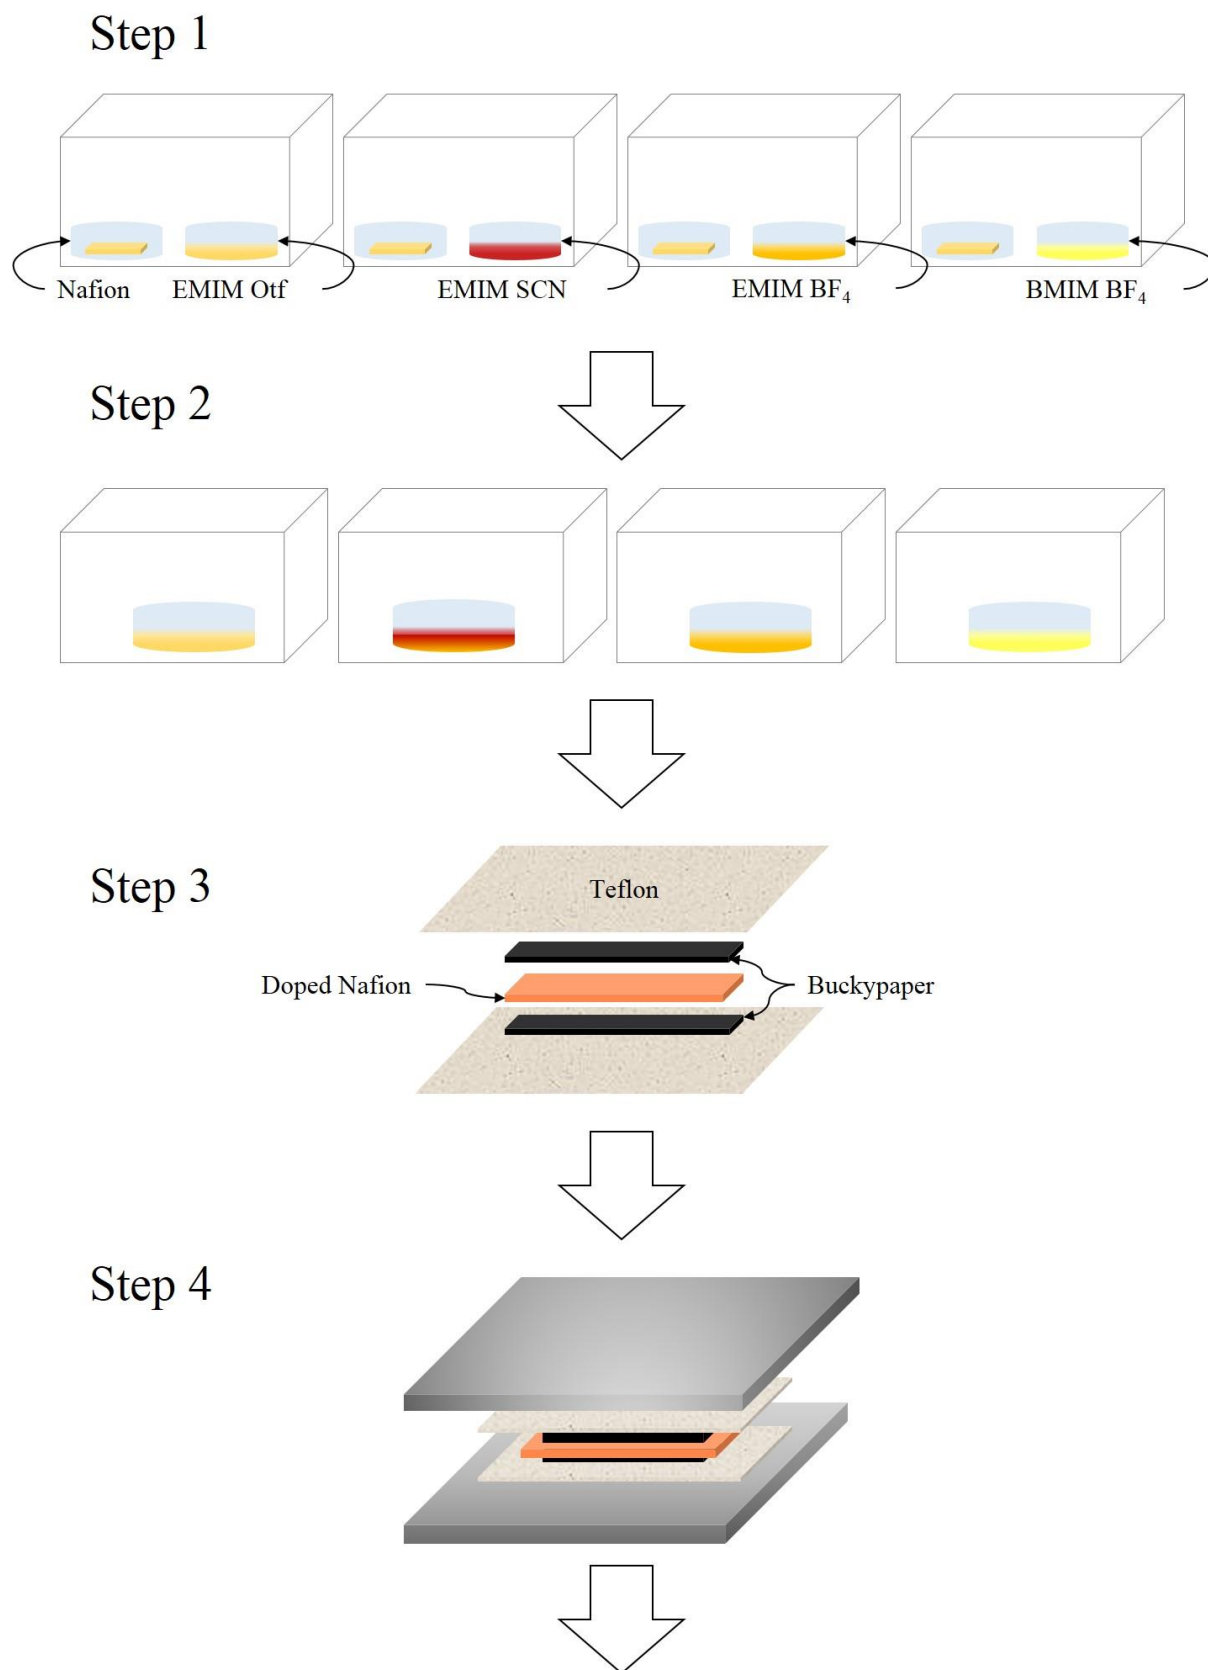 Step 1
Nafion
EMIM Otf
EMIM SCN
EMIM BF₄
BMIM BF₄
Step 2
Step 3
Teflon
Doped Nafion
Buckypaper
Step 4